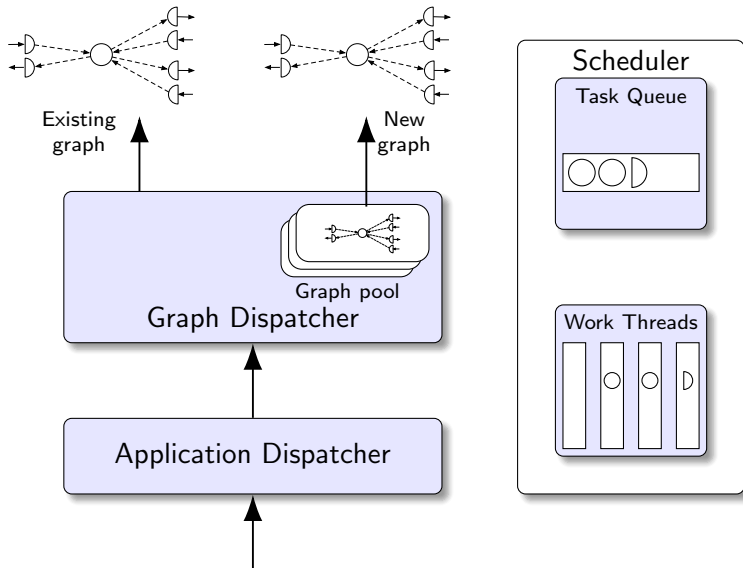 Existing
graph
New
graph
Graph pool
Graph Dispatcher
Application Dispatcher
Scheduler
Task Queue
Work Threads